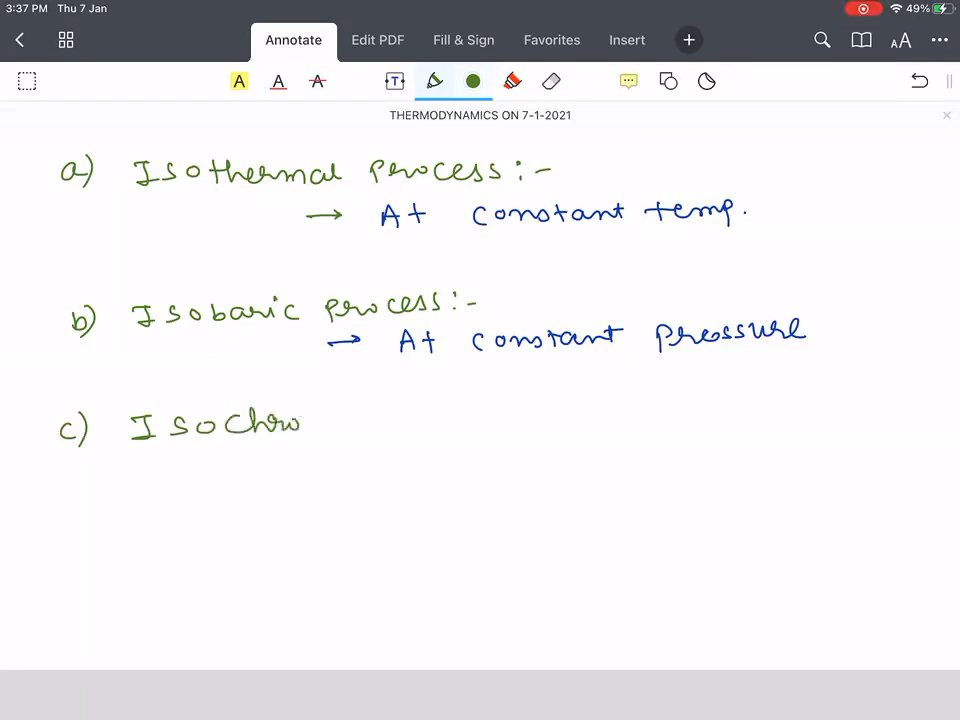 3:37 PM Thu 7 Jan 49%
Annotate Edit PDF Fill & Sign Favorites Insert AA
A A A T
THERMODYNAMICS ON 7-1-2021
a) Isothermal process:-
→ At constant temp.
b) Isobaric process:-
→ At constant pressure
c) IsoChro